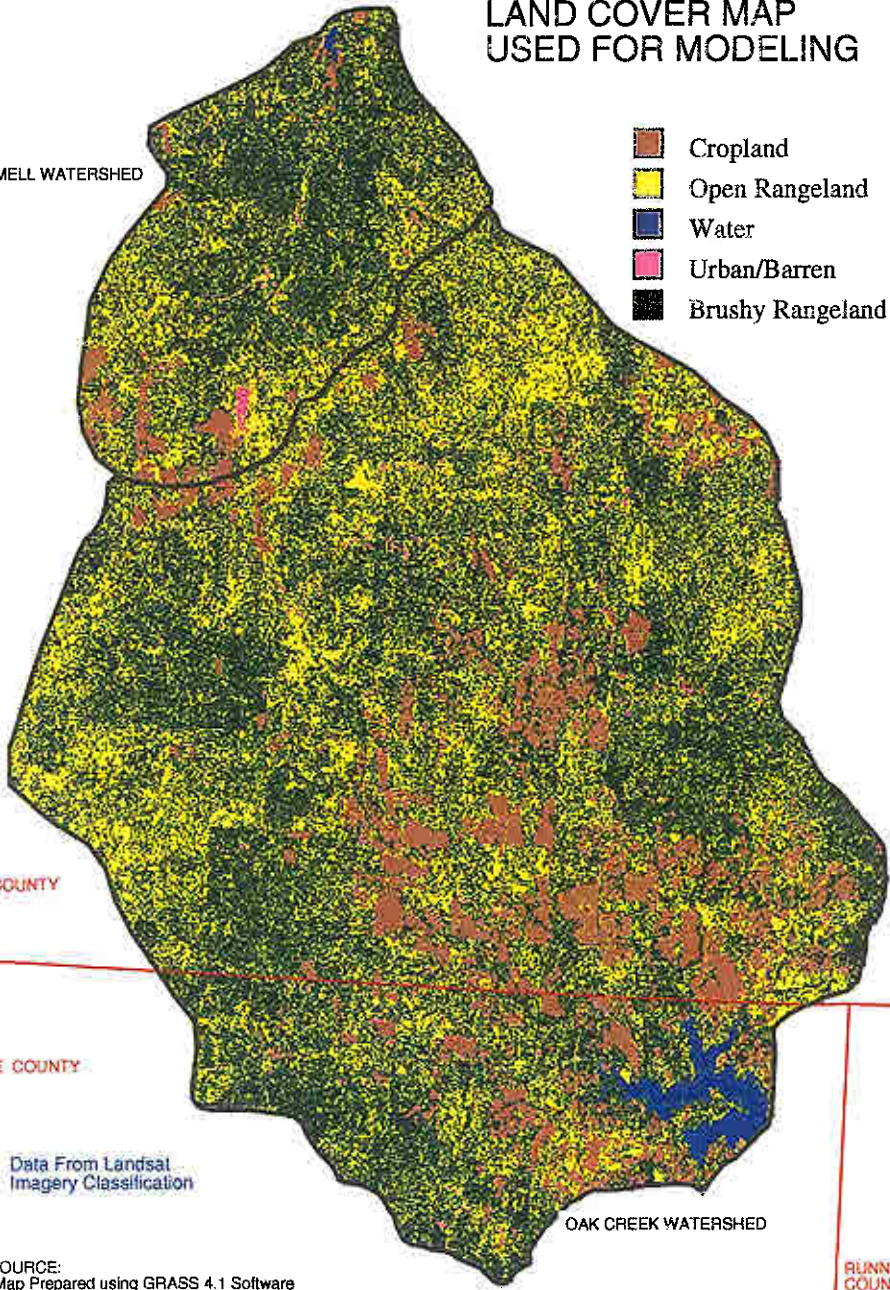 LAND COVER MAP
USED FOR MODELING
Cropland
Open Rangeland
Water
Urban/Barren
Brushy Rangeland
MELL WATERSHED
COUNTY
E COUNTY
Data From Landsat
Imagery Classification
OAK CREEK WATERSHED
OURCE:
Map Prepared using GRASS 4.1 Software
RUNN
COUN